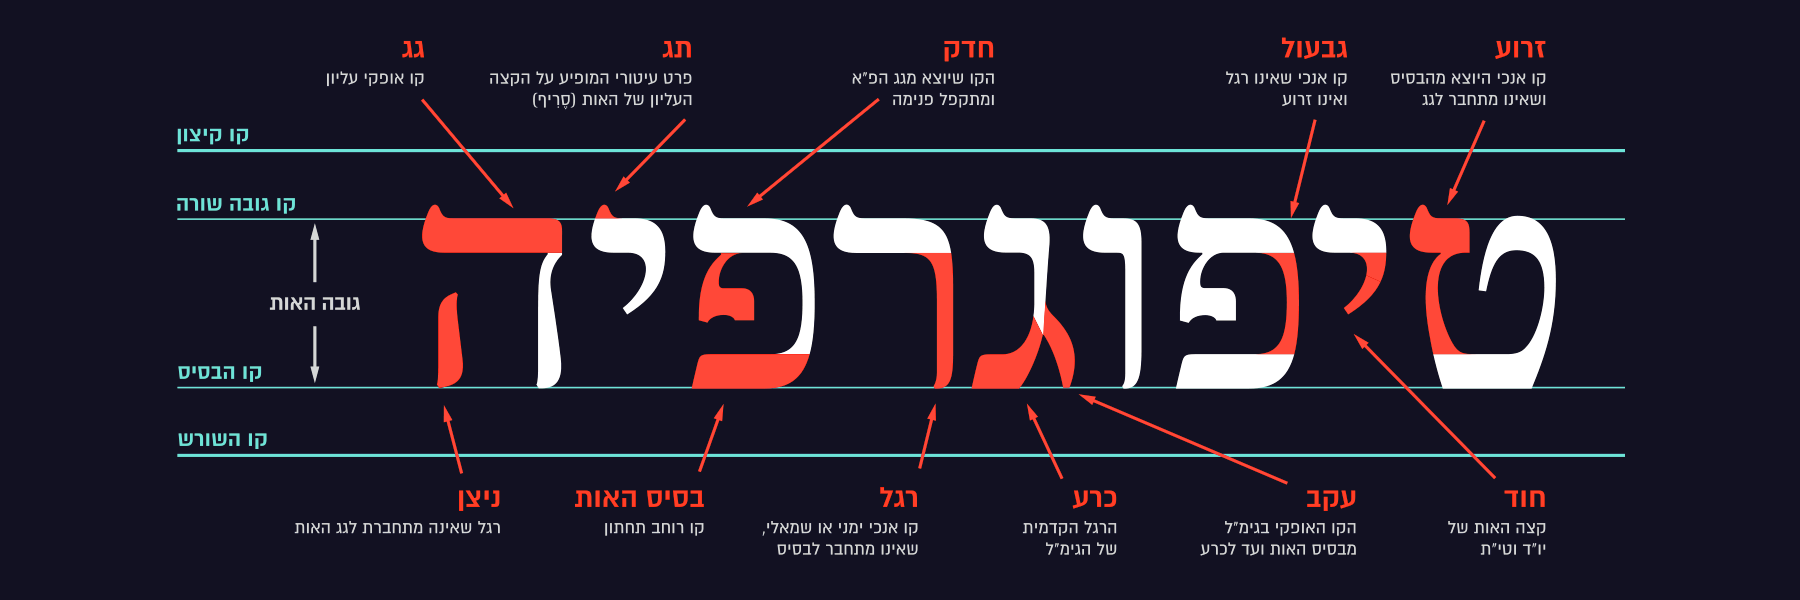 זרוע
קו אנכי היוצא מהבסיס
ושאינו מתחבר לגג
גבעול
קו אנכי שאינו רגל
ואינו זרוע
חדק
הקו שיוצא מגג הפ״א
ומתקפל פנימה
תג
פרט עיטורי המופיע על הקצה
העליון של האות (סֶרִיף)
גג
קו אופקי עליון
קו קיצון
קו גובה שורה
טיפוגרפיה
גובה האות
קו הבסיס
קו השורש
חוד
קצה האות של
יו״ד וטי״ת
עקב
הקו האופקי בגימ״ל
מבסיס האות ועד לכרע
כרע
הרגל הקדמית
של הגימ״ל
רגל
קו אנכי ימני או שמאלי,
שאינו מתחבר לבסיס
בסיס האות
קו רוחב תחתון
ניצן
רגל שאינה מתחברת לגג האות